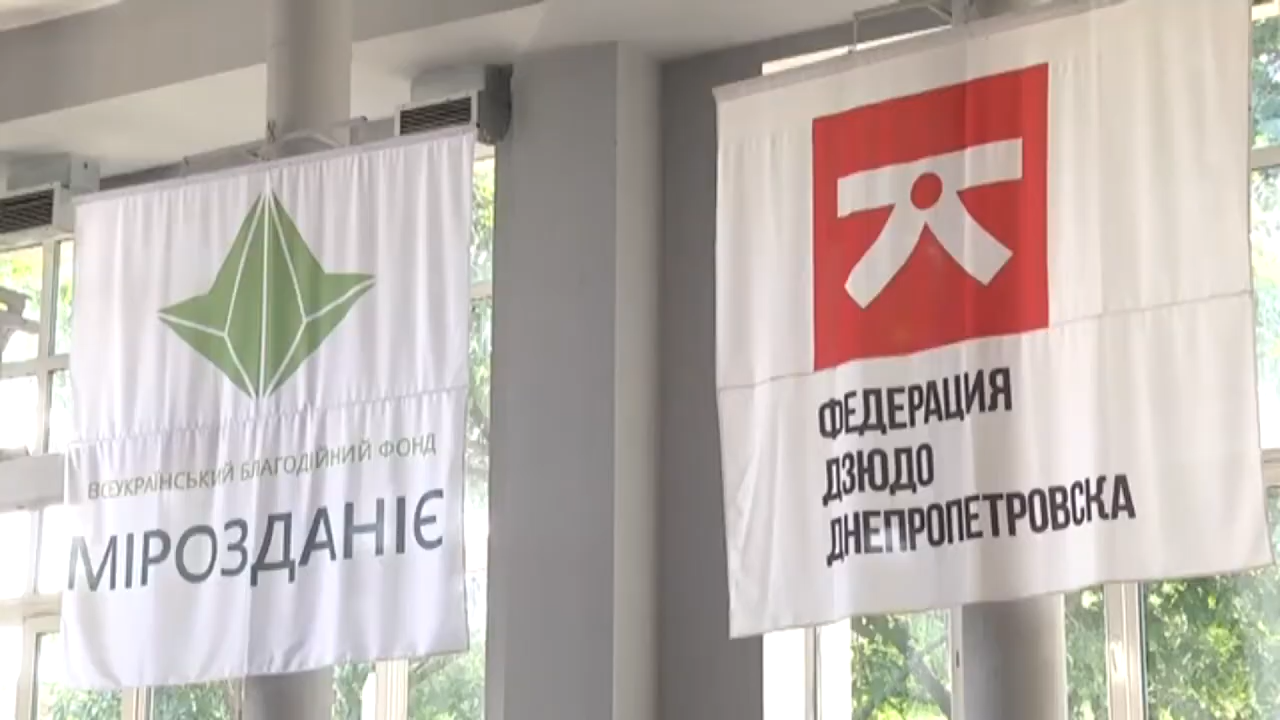 ВСЕУКРАЇНСЬКИЙ БЛАГОДІЙНИЙ ФОНД
МІРОЗДАНІЄ
ФЕДЕРАЦИЯ
ДЗЮДО
ДНЕПРОПЕТРОВСКА